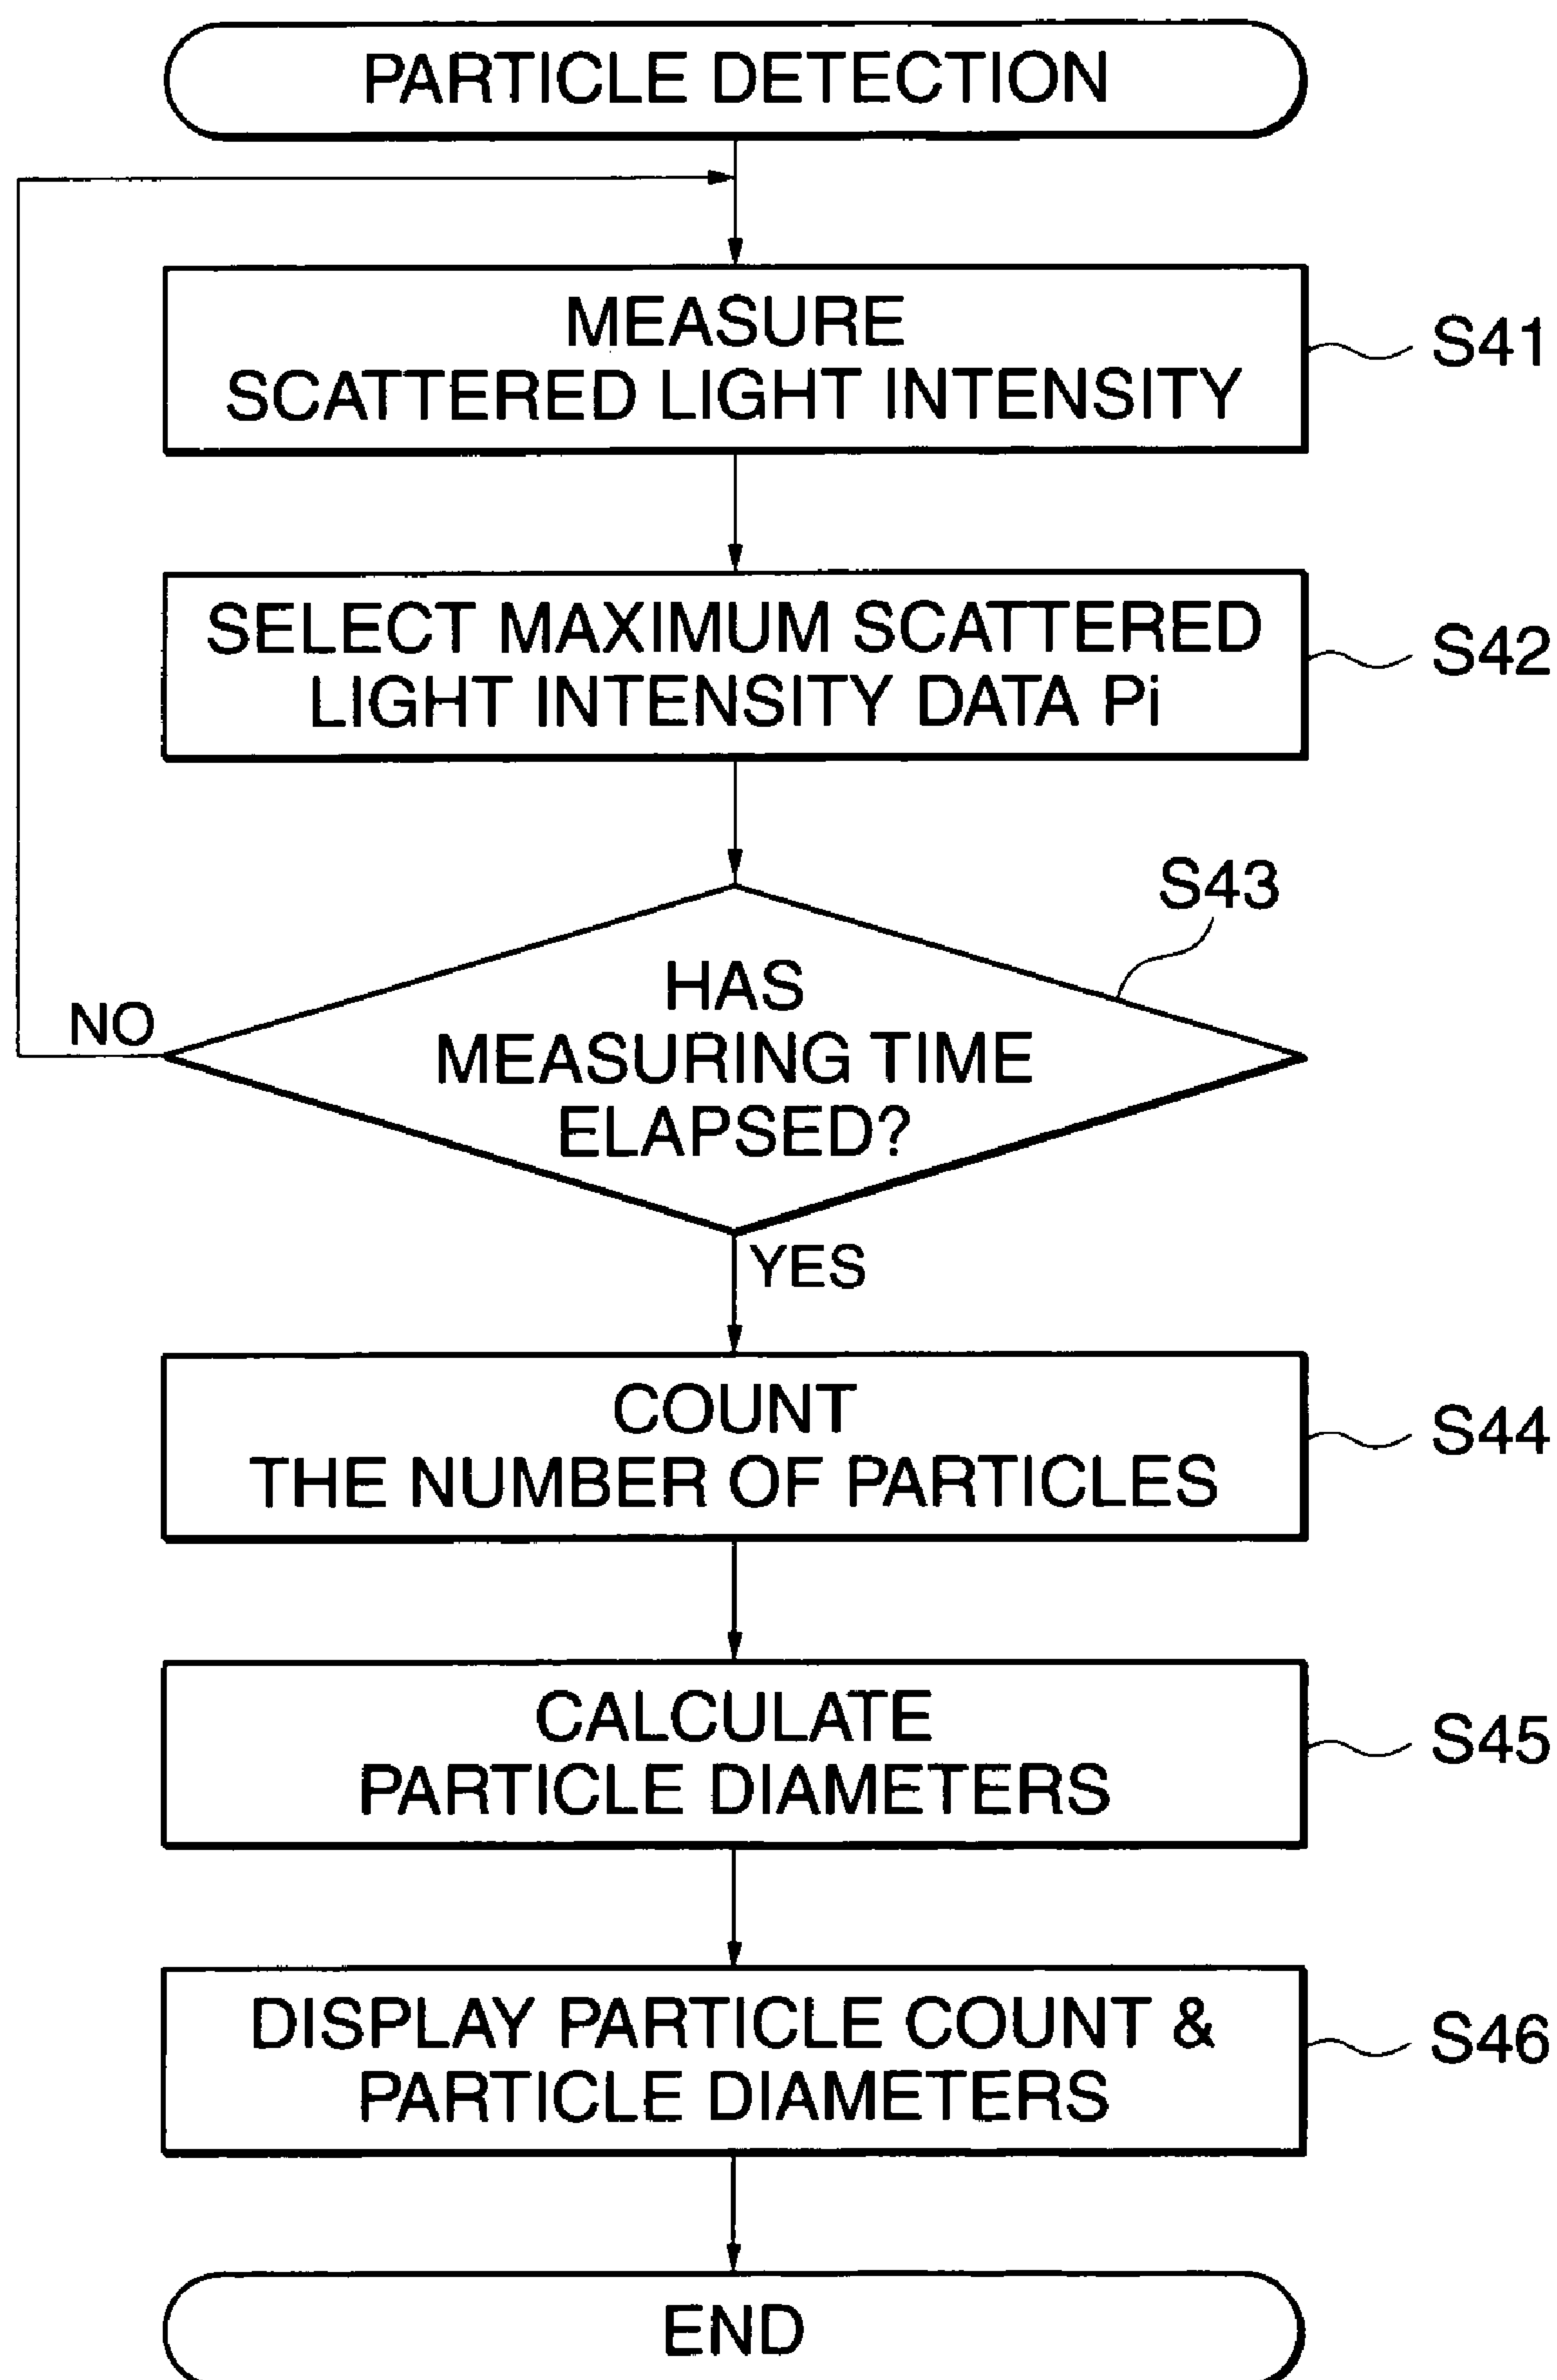 PARTICLE DETECTION
MEASURE
SCATTERED LIGHT INTENSITY
S41
SELECT MAXIMUM SCATTERED
LIGHT INTENSITY DATA Pi
S42
S43
HAS
MEASURING TIME
ELAPSED?
NO
YES
COUNT
THE NUMBER OF PARTICLES
S44
CALCULATE
PARTICLE DIAMETERS
S45
DISPLAY PARTICLE COUNT &
PARTICLE DIAMETERS
S46
END